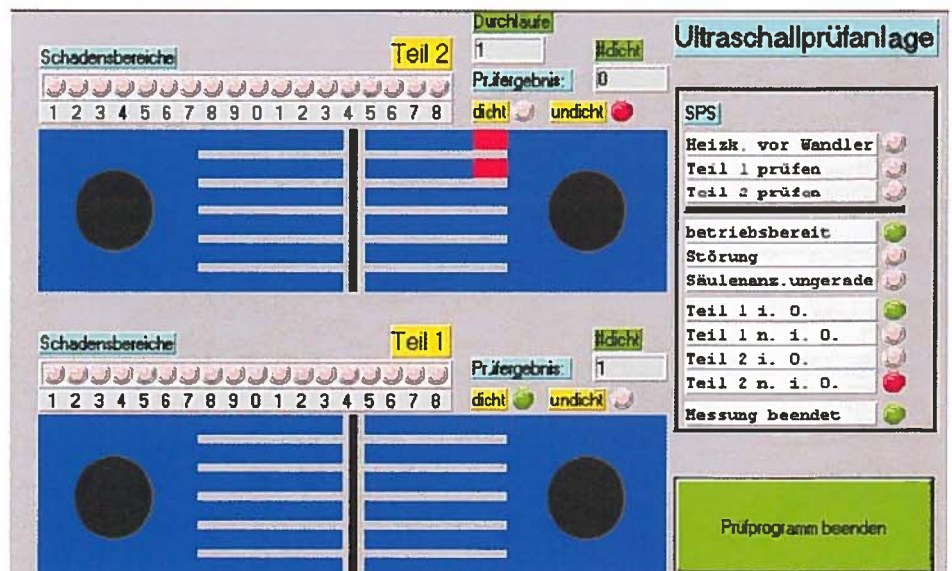 Durchläufe
1
#dicht
Schadensbereiche
Teil 2
Prüfergebnis:
0
1 2 3 4 5 6 7 8 9 0 1 2 3 4 5 6 7 8
dicht
undicht
Schadensbereiche
Teil 1
#dicht
Prüfergebnis:
1
1 2 3 4 5 6 7 8 9 0 1 2 3 4 5 6 7 8
dicht
undicht
Ultraschallprüfanlage
SPS
Heizk. vor Wandler
Teil 1 prüfen
Teil 2 prüfen
betriebsbereit
Störung
Säulenanz.ungerade
Teil 1 i. O.
Teil 1 n. i. O.
Teil 2 i. O.
Teil 2 n. i. O.
Messung beendet
Prüfprogramm beenden